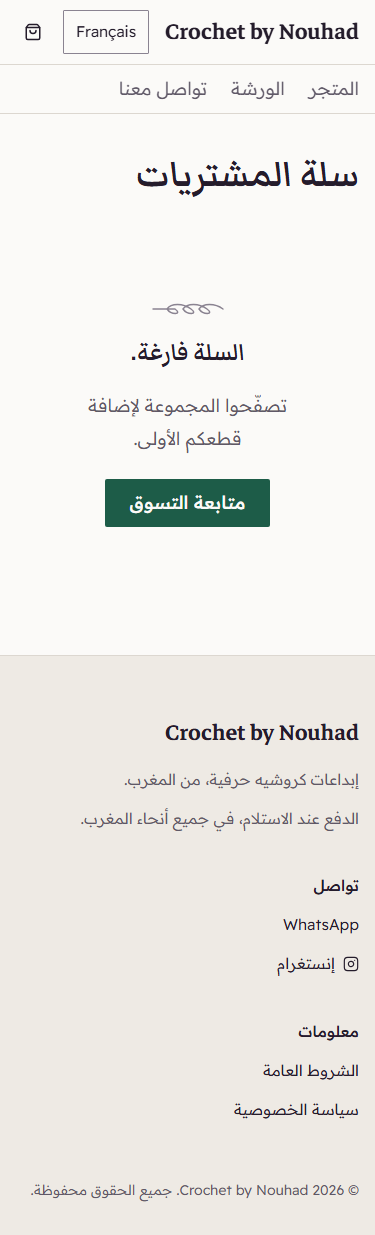 Crochet by Nouhad
Français
المتجر
الورشة
تواصل معنا
سلة المشتريات
السلة فارغة.
تصفّحوا المجموعة لإضافة
قطعكم الأولى.
متابعة التسوق
Crochet by Nouhad
إبداعات كروشيه حرفية، من المغرب.
الدفع عند الاستلام، في جميع أنحاء المغرب.
تواصل
WhatsApp
إنستغرام
معلومات
الشروط العامة
سياسة الخصوصية
© 2026 Crochet by Nouhad. جميع الحقوق محفوظة.